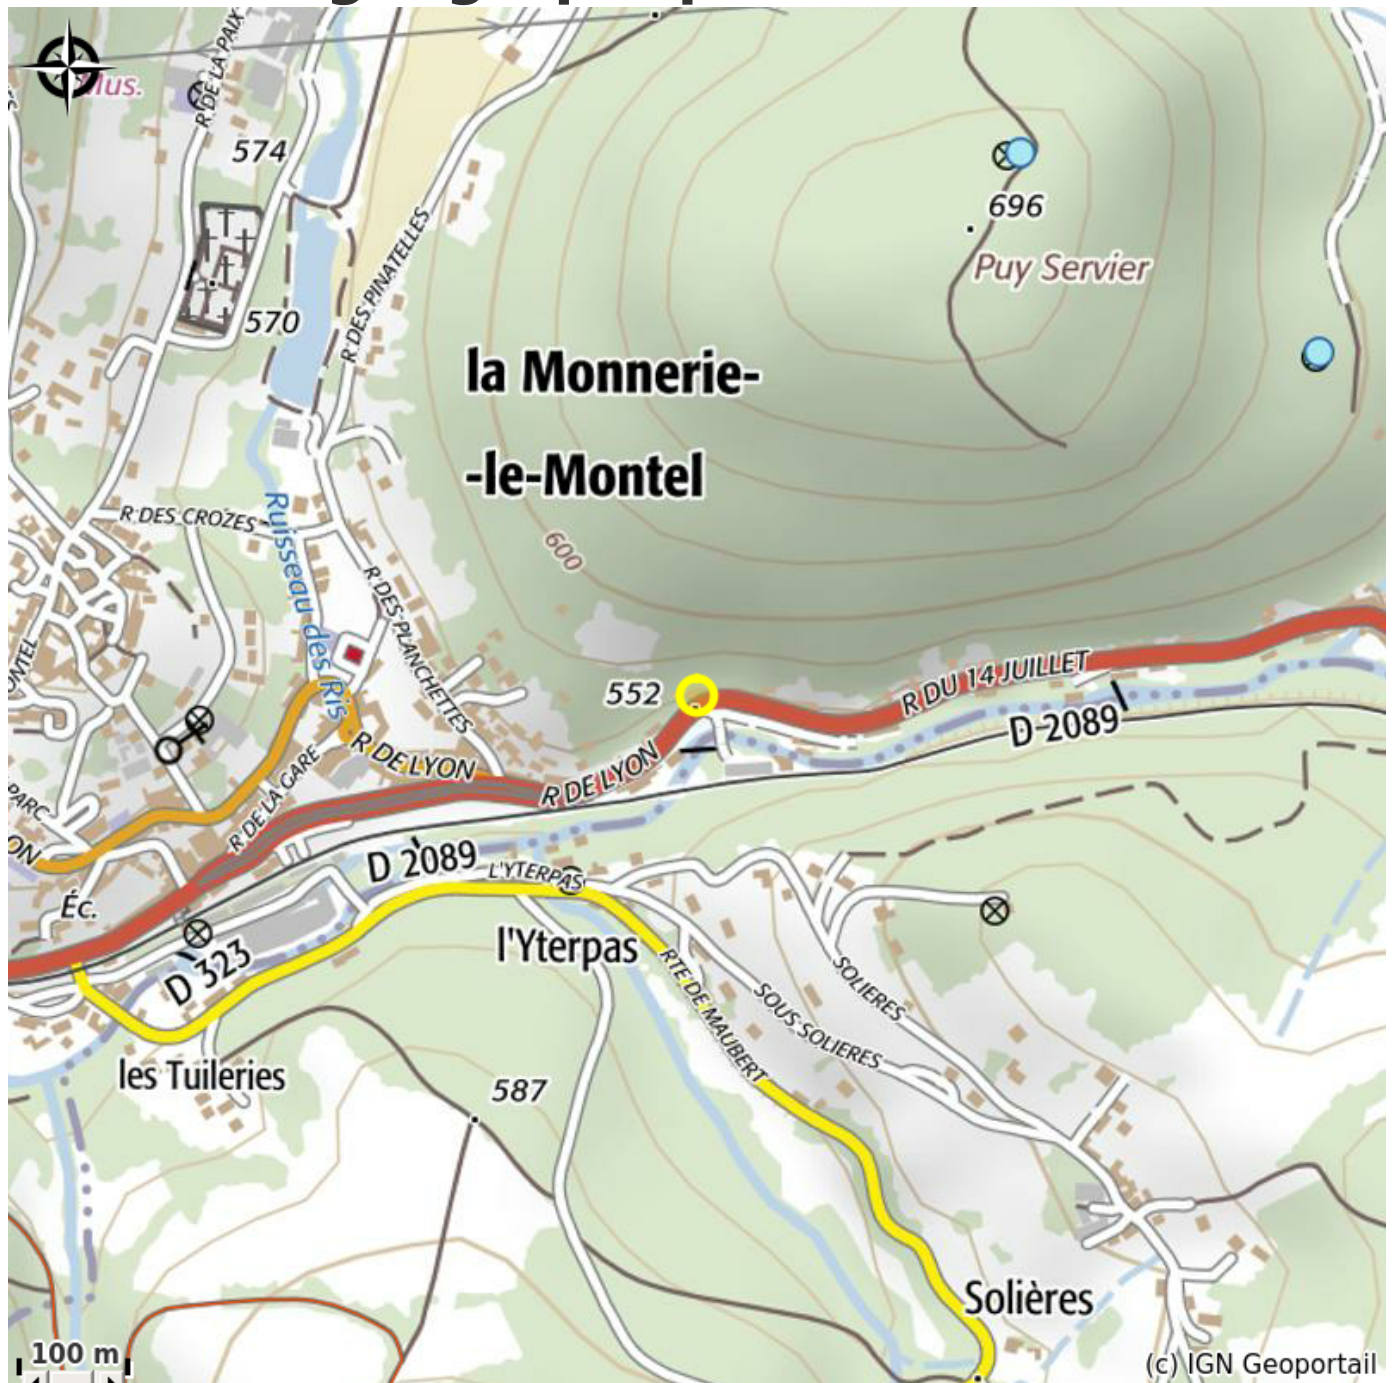 R DE LA PAIX
Mus.
574
696
Puy Servier
R DES PINATELLES
570
la Monnerie-
-le-Montel
R DES CROZES
Ruisseau des Ris
600
R DES PLANCHETTES
552
R DU 14 JUILLET
D 2089
R DE LYON
R DE LYON
R DE LA GARE
PARC
ON
D 2089
L'YTERPAS
Éc.
l'Yterpas
D 323
RTE DE MAUBERT
SOLIERES
SOUS SOLIERES
les Tuileries
587
Solières
100 m
(c) IGN Geoportail